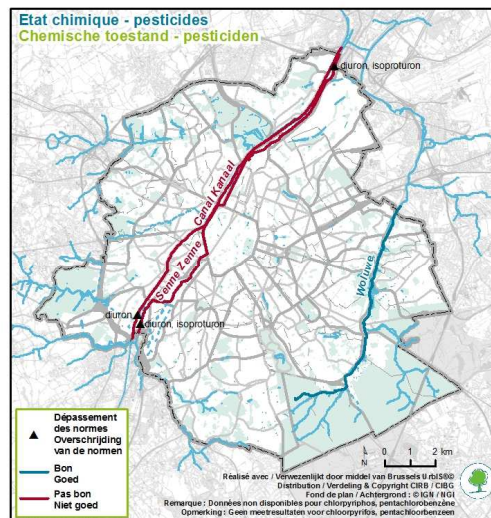 Etat chimique - pesticides
Chemische toestand - pesticiden
diuron, isoproturon
Canal Kanaal
Senne Zenne
Woluwe
diuron
diuron, isoproturon
Dépassement
des normes
Overschrijding
van de normen
Bon
Goed
Pas bon
Niet goed
N
0 1 2 km
Réalisé avec / Verwezenlijkt door middel van Brussels UrbIS®©
Distribution / Verdeling & Copyright CIRB / CIBG
Fond de plan / Achtergrond : © IGN / NGI
Remarque : Données non disponibles pour chlorpyriphos, pentachlorobenzène
Opmerking : Geen meetresultaten voor chloorpyrifos, pentachloorbenzeen